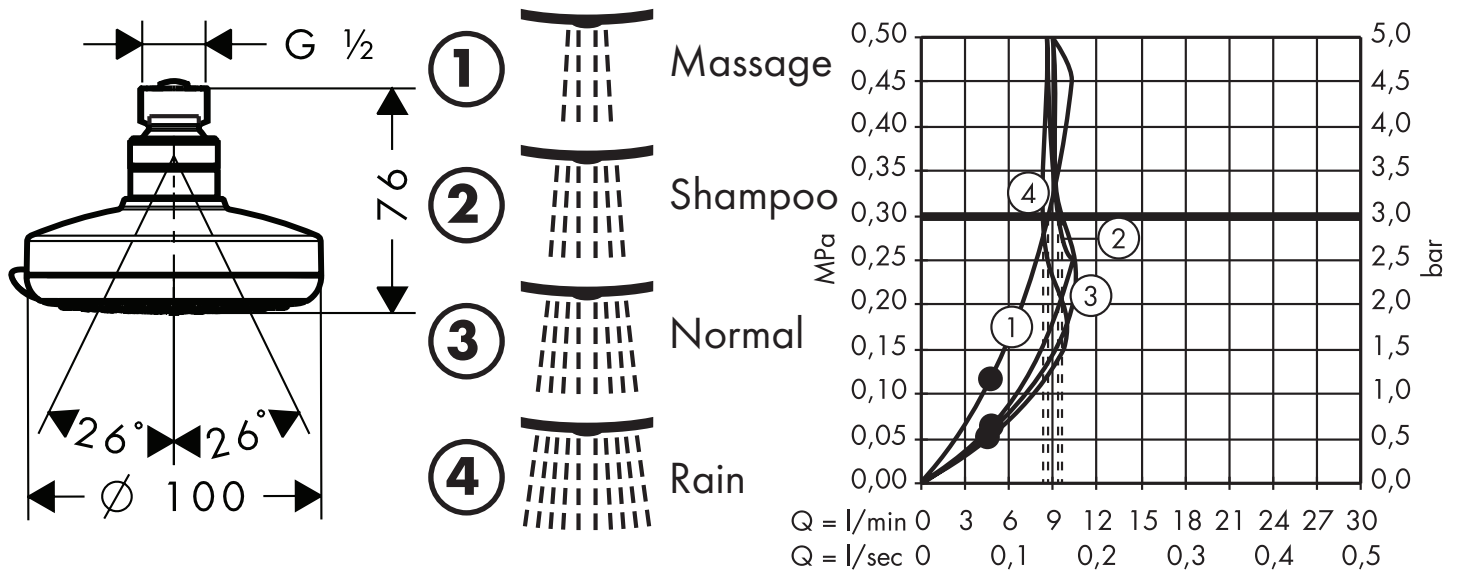 G ½
76
26° 26°
Ø 100
1 Massage
2 Shampoo
3 Normal
4 Rain
0,50 5,0
0,45 4,5
0,40 4,0
0,35 3,5
0,30 3,0
0,25 2,5
0,20 2,0
0,15 1,5
0,10 1,0
0,05 0,5
0,00 0,0
MPa
bar
4
2
3
1
Q = l/min 0 3 6 9 12 15 18 21 24 27 30
Q = l/sec 0 0,1 0,2 0,3 0,4 0,5